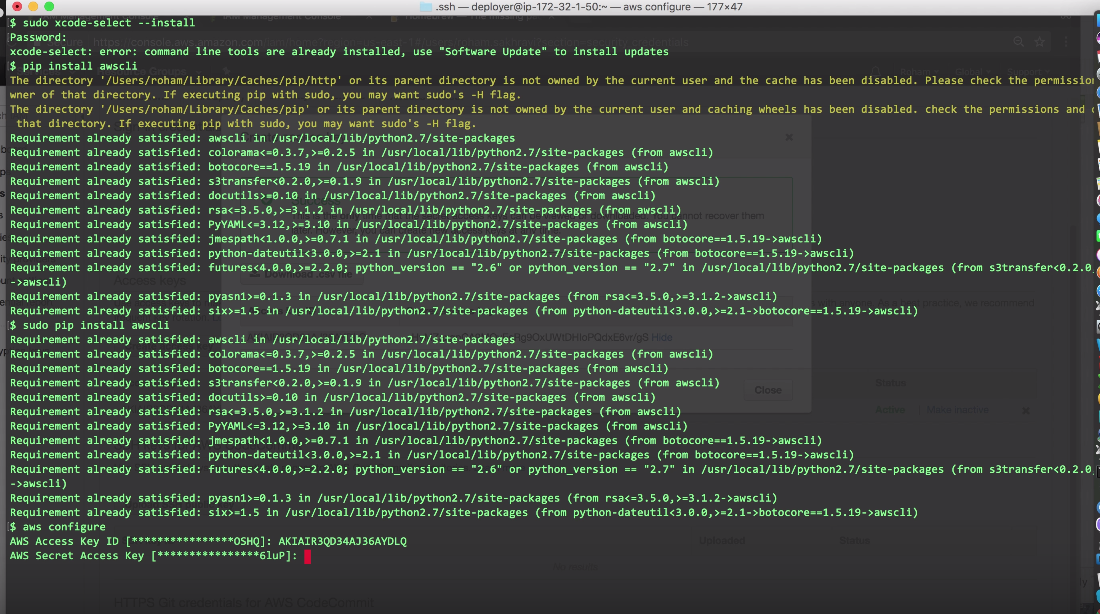 .ssh — deployer@ip-172-32-1-50:~ — aws configure — 177×47
$ sudo xcode-select --install
Password:
xcode-select: error: command line tools are already installed, use "Software Update" to install updates
$ pip install awscli
The directory '/Users/roham/Library/Caches/pip/http' or its parent directory is not owned by the current user and the cache has been disabled. Please check the permissio
wner of that directory. If executing pip with sudo, you may want sudo's -H flag.
The directory '/Users/roham/Library/Caches/pip' or its parent directory is not owned by the current user and caching wheels has been disabled. check the permissions and
that directory. If executing pip with sudo, you may want sudo's -H flag.
Requirement already satisfied: awscli in /usr/local/lib/python2.7/site-packages
Requirement already satisfied: colorama<=0.3.7,>=0.2.5 in /usr/local/lib/python2.7/site-packages (from awscli)
Requirement already satisfied: botocore==1.5.19 in /usr/local/lib/python2.7/site-packages (from awscli)
Requirement already satisfied: s3transfer<0.2.0,>=0.1.9 in /usr/local/lib/python2.7/site-packages (from awscli)
Requirement already satisfied: docutils>=0.10 in /usr/local/lib/python2.7/site-packages (from awscli)
Requirement already satisfied: rsa<=3.5.0,>=3.1.2 in /usr/local/lib/python2.7/site-packages (from awscli)
Requirement already satisfied: PyYAML<=3.12,>=3.10 in /usr/local/lib/python2.7/site-packages (from awscli)
Requirement already satisfied: jmespath<1.0.0,>=0.7.1 in /usr/local/lib/python2.7/site-packages (from botocore==1.5.19->awscli)
Requirement already satisfied: python-dateutil<3.0.0,>=2.1 in /usr/local/lib/python2.7/site-packages (from botocore==1.5.19->awscli)
Requirement already satisfied: futures<4.0.0,>=2.2.0; python_version == "2.6" or python_version == "2.7" in /usr/local/lib/python2.7/site-packages (from s3transfer<0.2.0,
->awscli)
Requirement already satisfied: pyasn1>=0.1.3 in /usr/local/lib/python2.7/site-packages (from rsa<=3.5.0,>=3.1.2->awscli)
Requirement already satisfied: six>=1.5 in /usr/local/lib/python2.7/site-packages (from python-dateutil<3.0.0,>=2.1->botocore==1.5.19->awscli)
$ sudo pip install awscli
Requirement already satisfied: awscli in /usr/local/lib/python2.7/site-packages
Requirement already satisfied: colorama<=0.3.7,>=0.2.5 in /usr/local/lib/python2.7/site-packages (from awscli)
Requirement already satisfied: botocore==1.5.19 in /usr/local/lib/python2.7/site-packages (from awscli)
Requirement already satisfied: s3transfer<0.2.0,>=0.1.9 in /usr/local/lib/python2.7/site-packages (from awscli)
Requirement already satisfied: docutils>=0.10 in /usr/local/lib/python2.7/site-packages (from awscli)
Requirement already satisfied: rsa<=3.5.0,>=3.1.2 in /usr/local/lib/python2.7/site-packages (from awscli)
Requirement already satisfied: PyYAML<=3.12,>=3.10 in /usr/local/lib/python2.7/site-packages (from awscli)
Requirement already satisfied: jmespath<1.0.0,>=0.7.1 in /usr/local/lib/python2.7/site-packages (from botocore==1.5.19->awscli)
Requirement already satisfied: python-dateutil<3.0.0,>=2.1 in /usr/local/lib/python2.7/site-packages (from botocore==1.5.19->awscli)
Requirement already satisfied: futures<4.0.0,>=2.2.0; python_version == "2.6" or python_version == "2.7" in /usr/local/lib/python2.7/site-packages (from s3transfer<0.2.0,
->awscli)
Requirement already satisfied: pyasn1>=0.1.3 in /usr/local/lib/python2.7/site-packages (from rsa<=3.5.0,>=3.1.2->awscli)
Requirement already satisfied: six>=1.5 in /usr/local/lib/python2.7/site-packages (from python-dateutil<3.0.0,>=2.1->botocore==1.5.19->awscli)
$ aws configure
AWS Access Key ID [****************OSHQ]: AKIAIR3QD34AJ36AYDLQ
AWS Secret Access Key [****************6luP]:
Close
Status
Active | Make inactive
Uploaded Status
HTTPS Git credentials for AWS CodeCommit